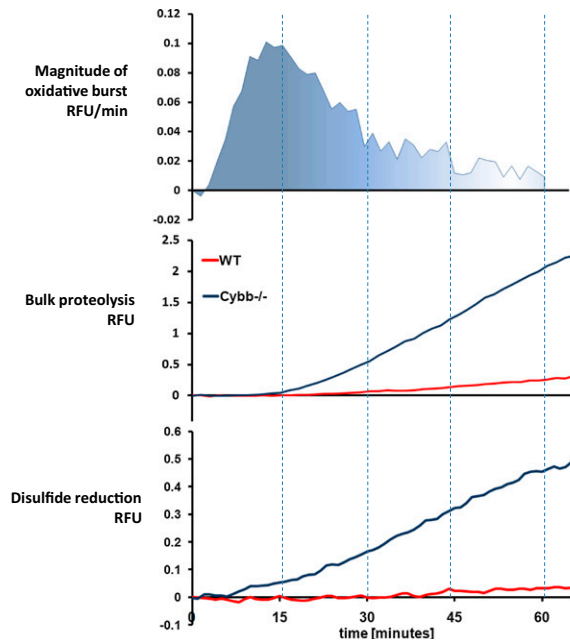 Magnitude of
oxidative burst
RFU/min
0.12
0.1
0.08
0.06
0.04
0.02
0
-0.02
Bulk proteolysis
RFU
2.5
2
1.5
1
0.5
0
WT
Cybb-/-
Disulfide reduction
RFU
0.6
0.5
0.4
0.3
0.2
0.1
0
-0.1
0 15 30 45 60
time [minutes]